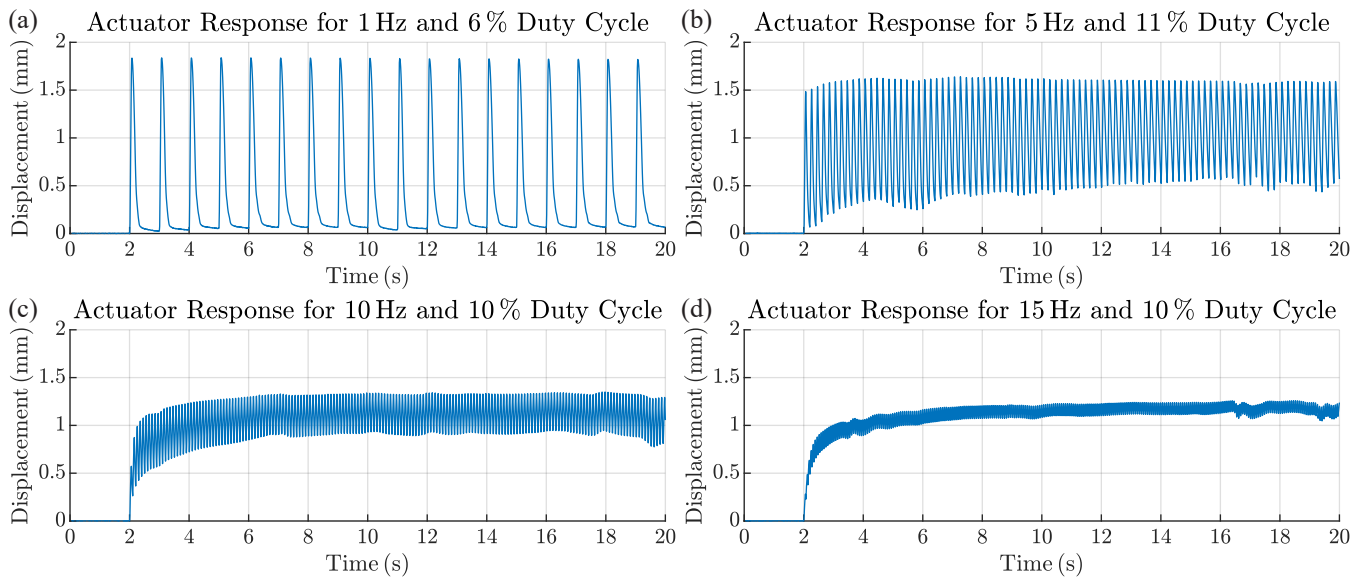 (a) Actuator Response for 1 Hz and 6 % Duty Cycle
Displacement (mm)
2
1.5
1
0.5
0
0 2 4 6 8 10 12 14 16 18 20
Time (s)
(b) Actuator Response for 5 Hz and 11 % Duty Cycle
Displacement (mm)
2
1.5
1
0.5
0
0 2 4 6 8 10 12 14 16 18 20
Time (s)
(c) Actuator Response for 10 Hz and 10 % Duty Cycle
Displacement (mm)
2
1.5
1
0.5
0
0 2 4 6 8 10 12 14 16 18 20
Time (s)
(d) Actuator Response for 15 Hz and 10 % Duty Cycle
Displacement (mm)
2
1.5
1
0.5
0
0 2 4 6 8 10 12 14 16 18 20
Time (s)